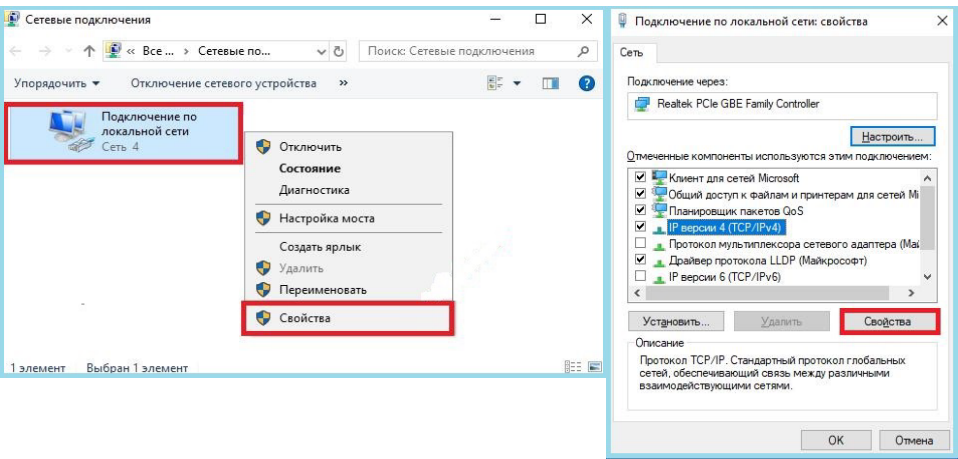 Сетевые подключения
« Все ... › Сетевые по...
Поиск: Сетевые подключения
Упорядочить
Отключение сетевого устройства
»
Подключение по
локальной сети
Сеть 4
Отключить
Состояние
Диагностика
Настройка моста
Создать ярлык
Удалить
Переименовать
Свойства
1 элемент
Выбран 1 элемент
Подключение по локальной сети: свойства
Сеть
Подключение через:
Realtek PCIe GBE Family Controller
Настроить...
Отмеченные компоненты используются этим подключением:
Клиент для сетей Microsoft
Общий доступ к файлам и принтерам для сетей Mi
Планировщик пакетов QoS
IP версии 4 (TCP/IPv4)
Протокол мультиплексора сетевого адаптера (Май
Драйвер протокола LLDP (Майкрософт)
IP версии 6 (TCP/IPv6)
Установить...
Удалить
Свойства
Описание
Протокол TCP/IP. Стандартный протокол глобальных
сетей, обеспечивающий связь между различными
взаимодействующими сетями.
OK
Отмена